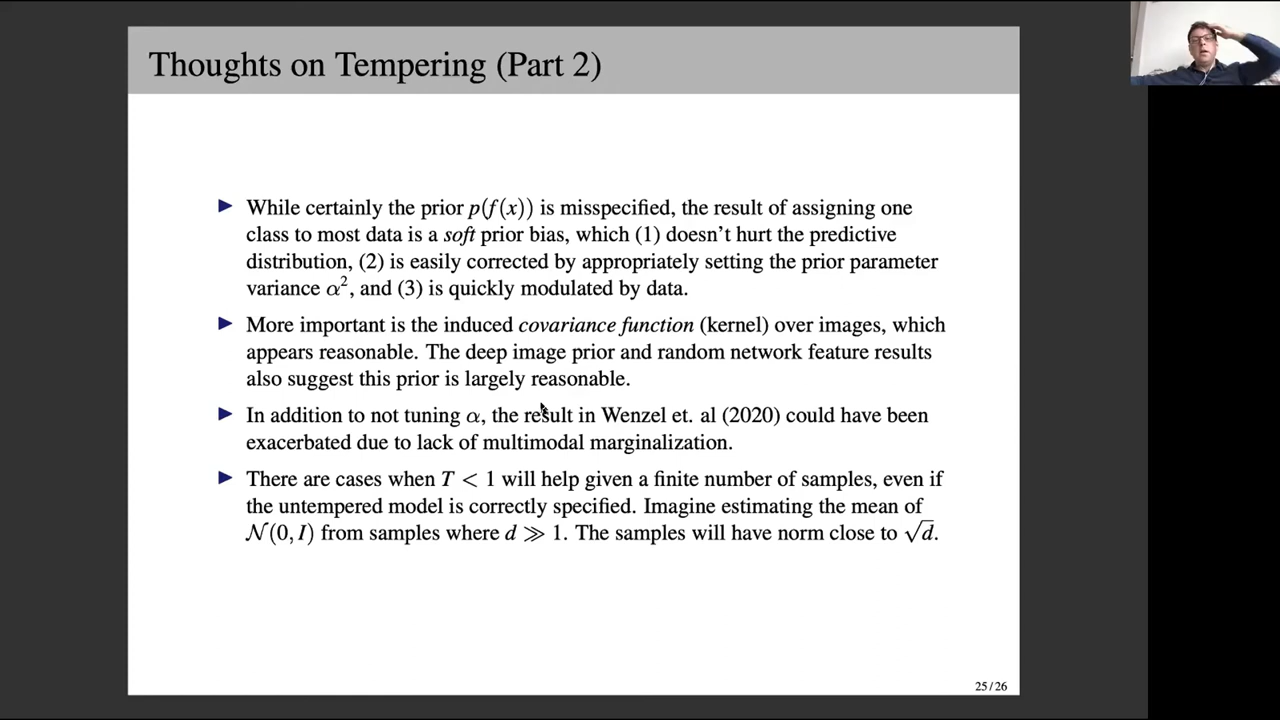 Thoughts on Tempering (Part 2)
While certainly the prior p(f(x)) is misspecified, the result of assigning one
class to most data is a soft prior bias, which (1) doesn't hurt the predictive
distribution, (2) is easily corrected by appropriately setting the prior parameter
variance α², and (3) is quickly modulated by data.
More important is the induced covariance function (kernel) over images, which
appears reasonable. The deep image prior and random network feature results
also suggest this prior is largely reasonable.
In addition to not tuning α, the result in Wenzel et. al (2020) could have been
exacerbated due to lack of multimodal marginalization.
There are cases when T < 1 will help given a finite number of samples, even if
the untempered model is correctly specified. Imagine estimating the mean of
𝒩(0, I) from samples where d ≫ 1. The samples will have norm close to √d.
25 / 26